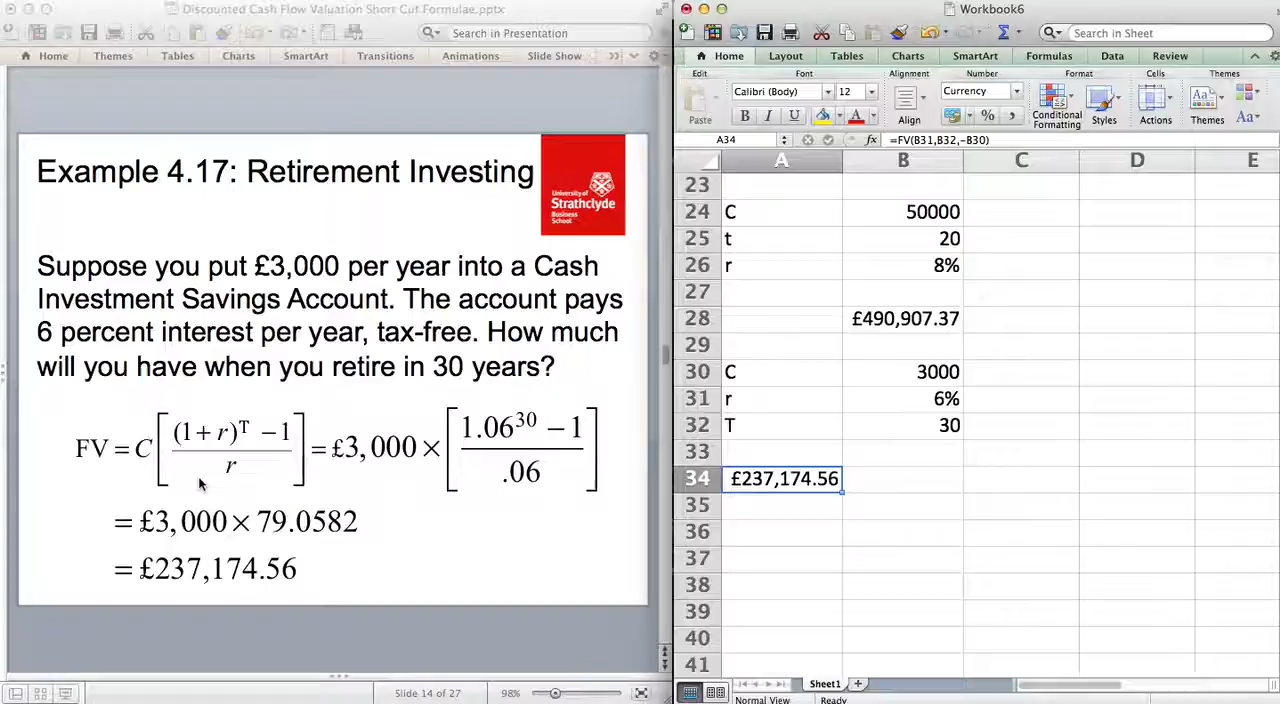 Discounted Cash Flow Valuation Short Cut Formulae.pptx
Search in Presentation
Home Themes Tables Charts SmartArt Transitions Animations Slide Show
Example 4.17: Retirement Investing
University of
Strathclyde
Business
School
Suppose you put £3,000 per year into a Cash
Investment Savings Account. The account pays
6 percent interest per year, tax-free. How much
will you have when you retire in 30 years?
FV = C[((1 + r)^T − 1)/r] = £3,000 × [(1.06^30 − 1)/.06]
= £3,000 × 79.0582
= £237,174.56
Slide 14 of 27 98%
Workbook6
Search in Sheet
Home Layout Tables Charts SmartArt Formulas Data Review
Edit Font Alignment Number Format Cells Themes
Calibri (Body) 12 Currency
Paste B I U A Align % Conditional Formatting Styles Actions Themes Aa
A34 fx =FV(B31,B32,-B30)
A B C D E
23
24 C 50000
25 t 20
26 r 8%
27
28 £490,907.37
29
30 C 3000
31 r 6%
32 T 30
33
34 £237,174.56
35
36
37
38
39
40
41
Sheet1
Normal View Ready